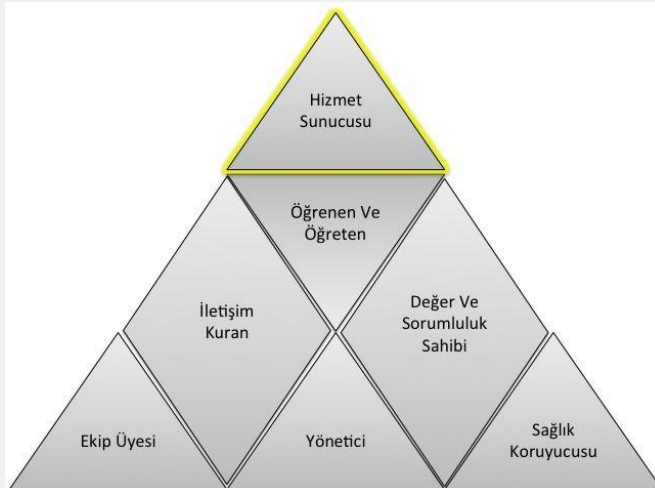 Hizmet
Sunucusu
Öğrenen Ve
Öğreten
İletişim
Kuran
Değer Ve
Sorumluluk
Sahibi
Ekip Üyesi
Yönetici
Sağlık
Koruyucusu